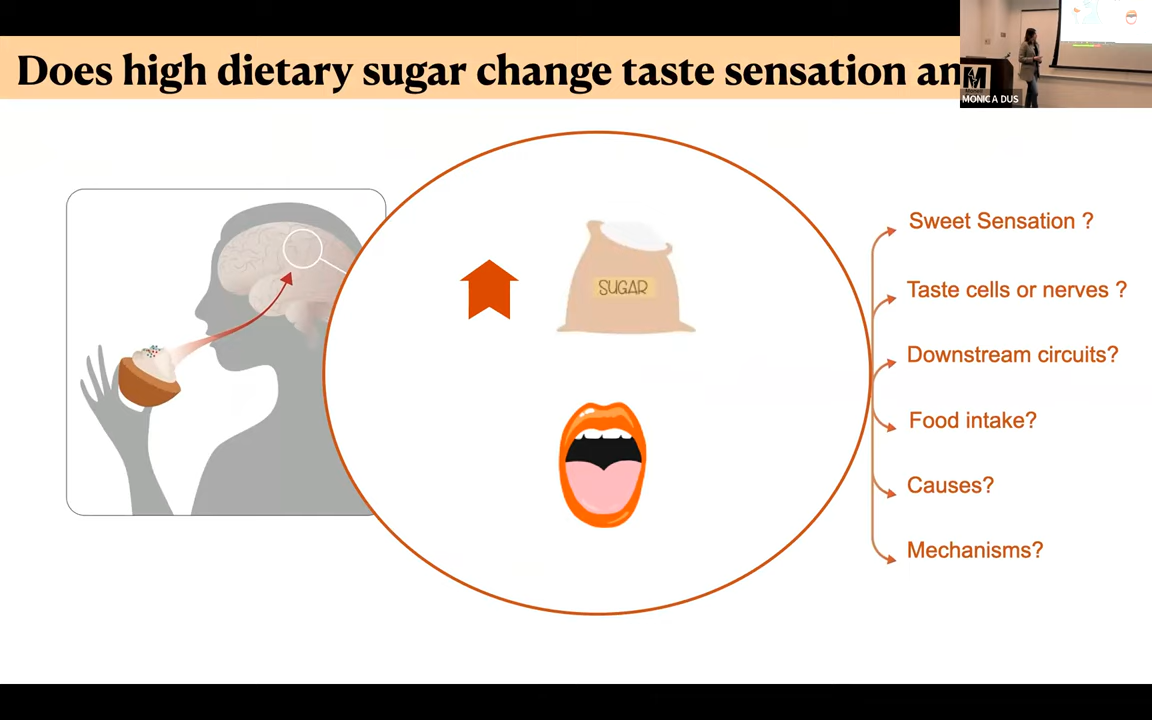 Does high dietary sugar change taste sensation an
M
MONICA DUS
SUGAR
Sweet Sensation ?
Taste cells or nerves ?
Downstream circuits?
Food intake?
Causes?
Mechanisms?